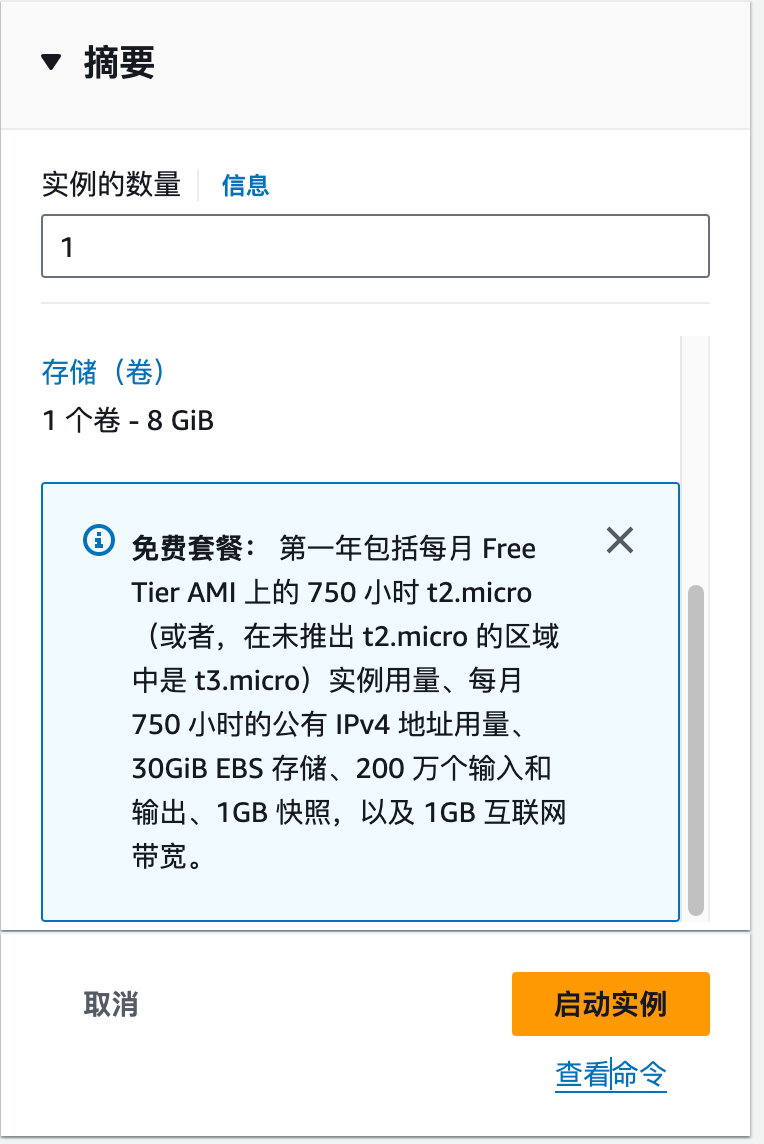 摘要
实例的数量 信息
1
存储（卷）
1 个卷 - 8 GiB
免费套餐： 第一年包括每月 Free
Tier AMI 上的 750 小时 t2.micro
（或者，在未推出 t2.micro 的区域
中是 t3.micro）实例用量、每月
750 小时的公有 IPv4 地址用量、
30GiB EBS 存储、200 万个输入和
输出、1GB 快照，以及 1GB 互联网
带宽。
取消
启动实例
查看命令